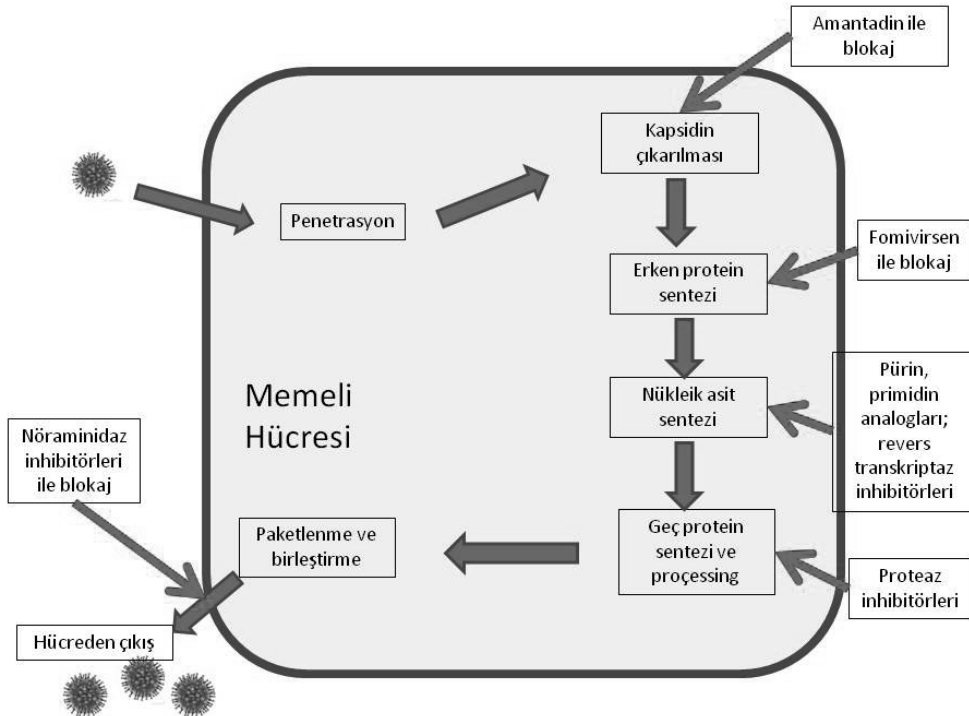 Amantadin ile
blokaj
Kapsidin
çıkarılması
Penetrasyon
Fomivirsen
ile blokaj
Erken protein
sentezi
Memeli
Hücresi
Nükleik asit
sentezi
Pürin,
primidin
analogları;
revers
transkriptaz
inhibitörleri
Nöraminidaz
inhibitörleri
ile blokaj
Geç protein
sentezi ve
proçessing
Paketlenme ve
birleştirme
Proteaz
inhibitörleri
Hücreden çıkış